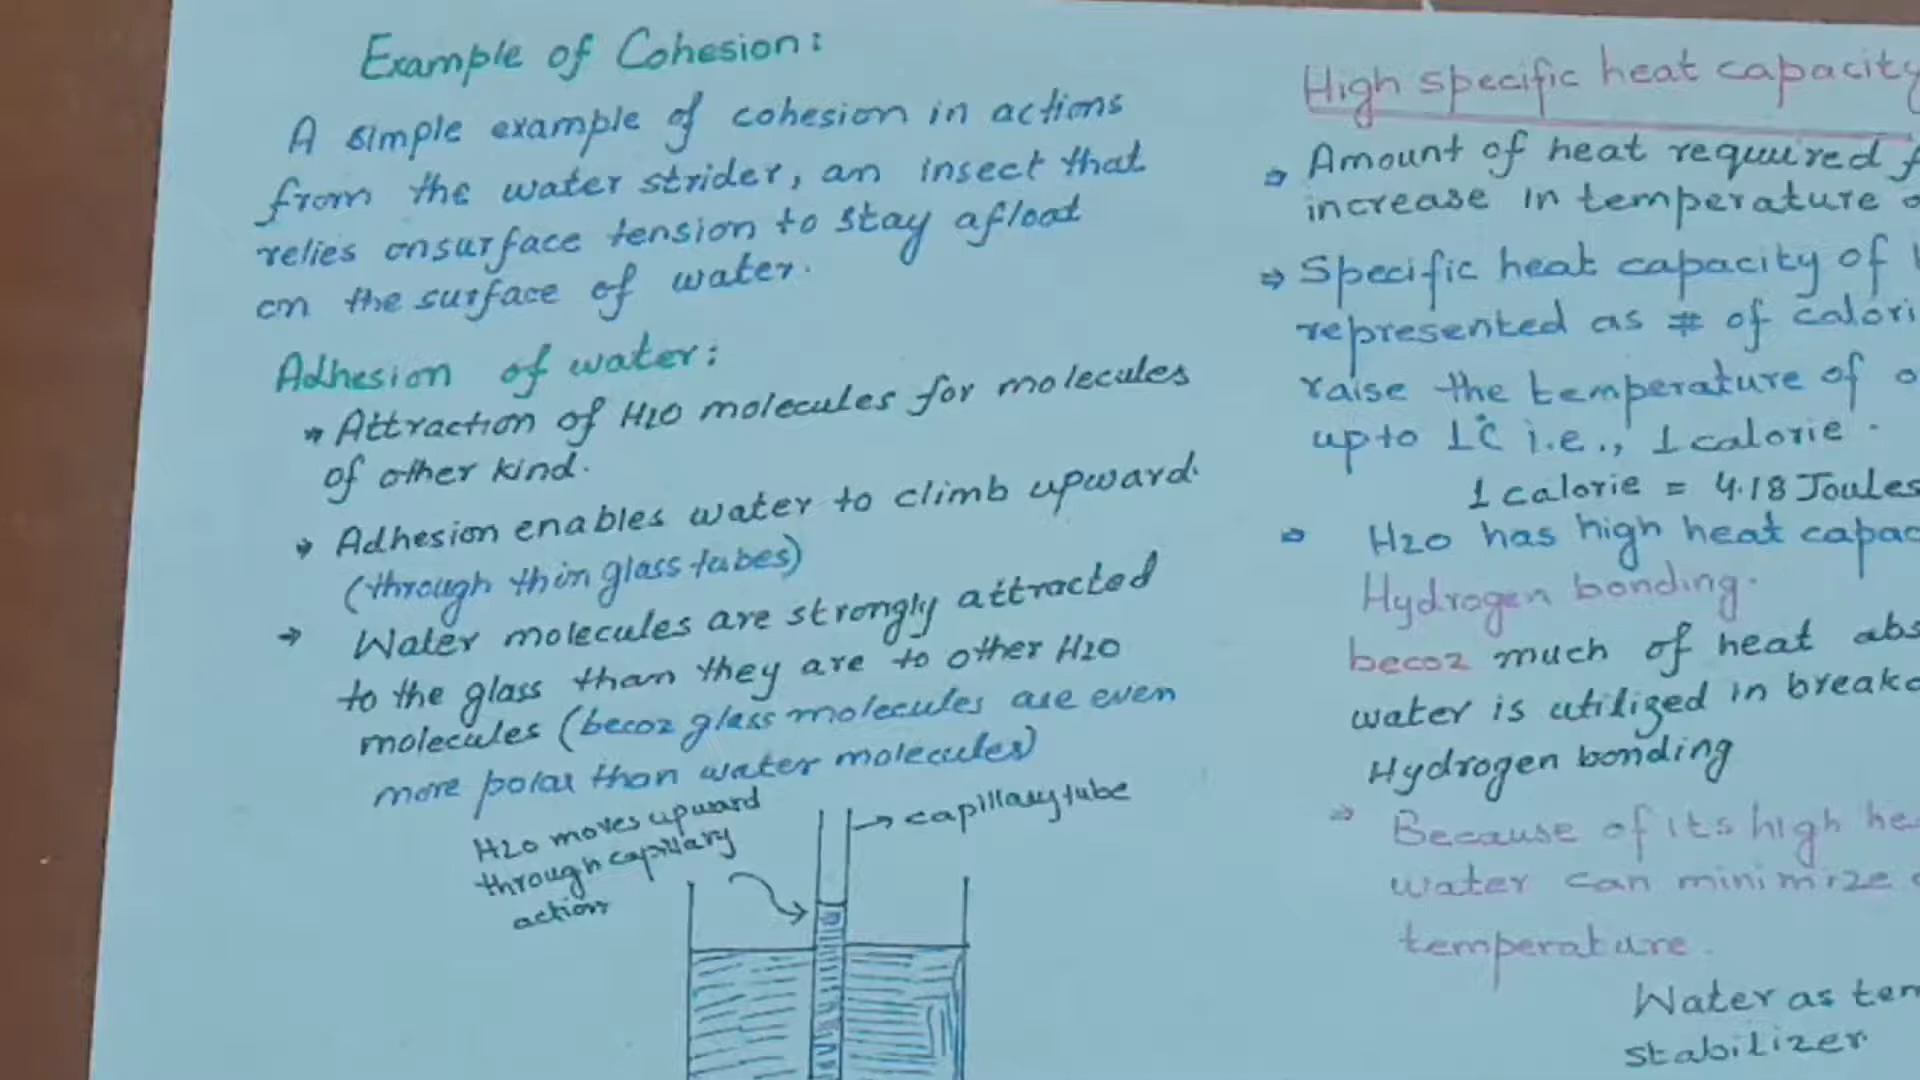 Example of Cohesion:
A simple example of cohesion in actions
from the water strider, an insect that
relies onsurface tension to stay afloat
on the surface of water.
Adhesion of water:
Attraction of H2O molecules for molecules
of other kind.
Adhesion enables water to climb upward.
(through thin glass tubes)
Water molecules are strongly attracted
to the glass than they are to other H2O
molecules (becoz glass molecules are even
more polar than water molecules)
H2O moves upward
through capillary
action
capillary tube
High specific heat capacity
Amount of heat requuired
increase in temperature
Specific heat capacity of
represented as # of calori
raise the temperature of
upto 1°C i.e., 1 calorie.
1 calorie = 4.18 Joules
H2O has high heat capac
Hydrogen bonding.
becoz much of heat abs
water is utilized in break
Hydrogen bonding
Because of its high he
water can minimize
temperature.
Water as tem
stabilizer